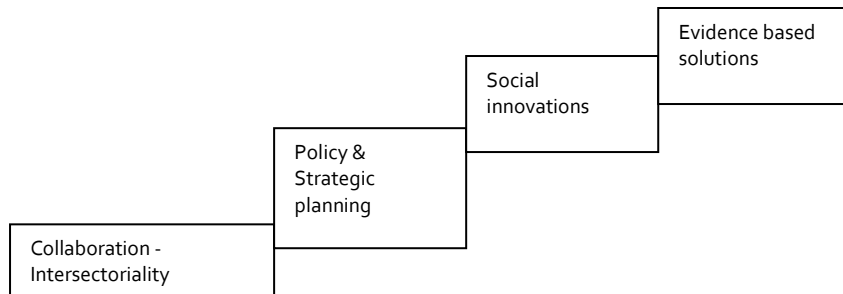 Evidence based
solutions
Social
innovations
Policy &
Strategic
planning
Collaboration -
Intersectoriality